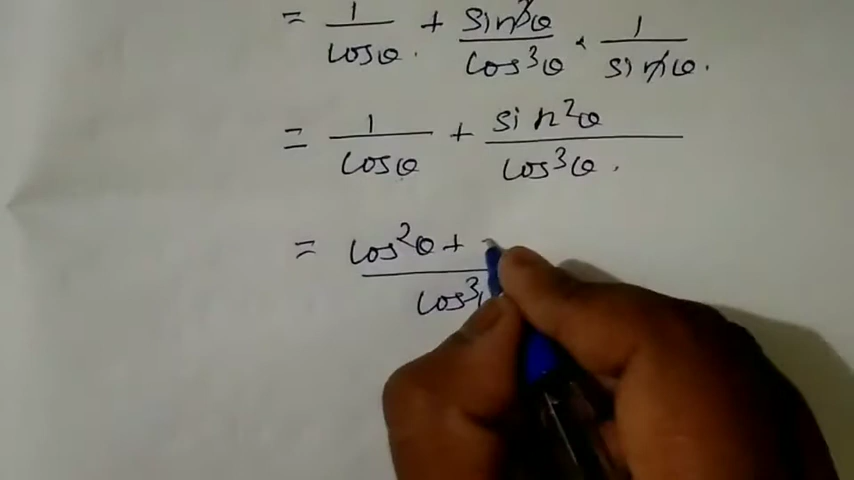 = 1/cosθ + sin³θ/cos³θ × 1/sinθ.
= 1/cosθ + sin²θ/cos³θ.
= cos²θ + / cos³